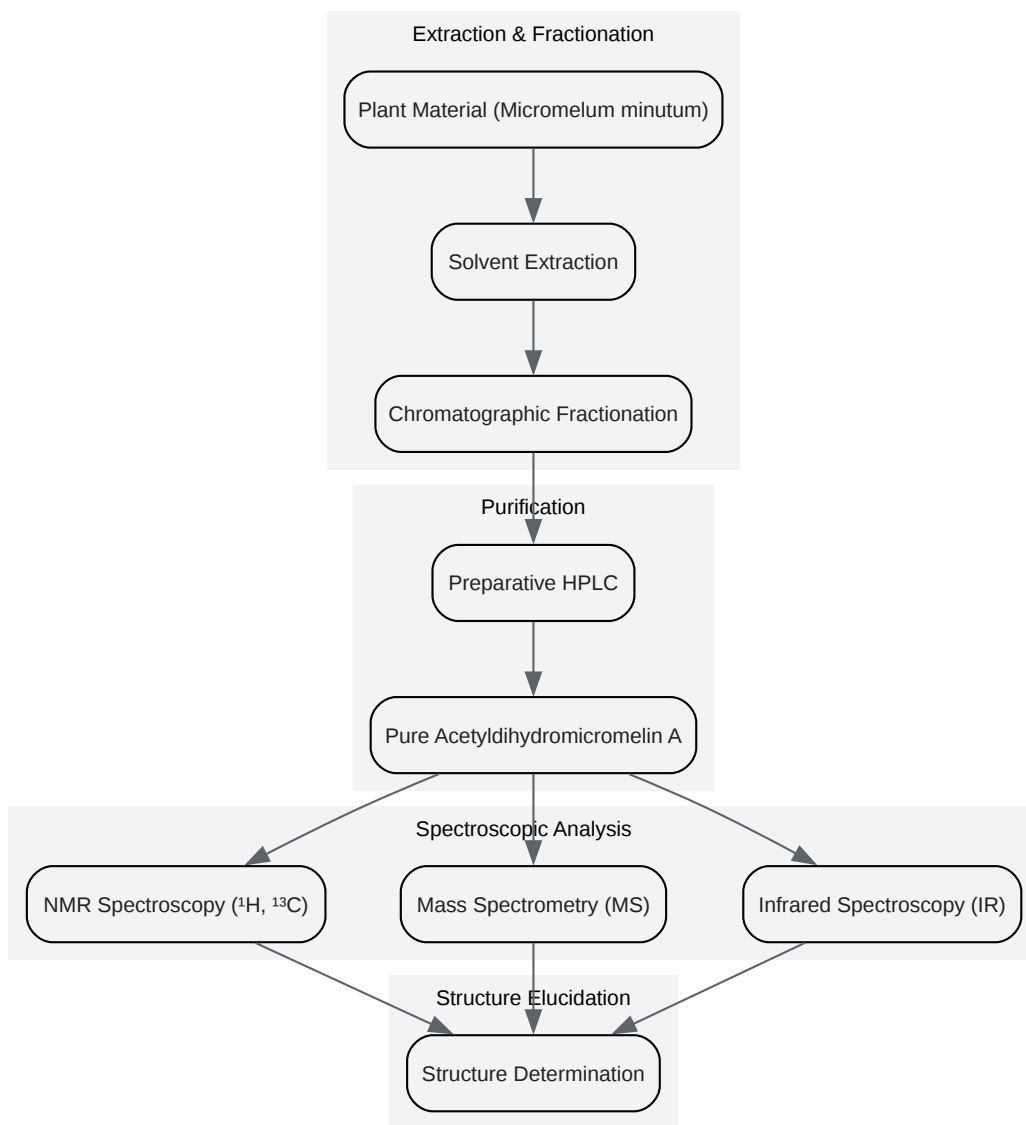 Extraction & Fractionation
Plant Material (Micromelum minutum)
Solvent Extraction
Chromatographic Fractionation
Purification
Preparative HPLC
Pure Acetyldihydromicromelin A
Spectroscopic Analysis
NMR Spectroscopy (¹H, ¹³C)
Mass Spectrometry (MS)
Infrared Spectroscopy (IR)
Structure Elucidation
Structure Determination